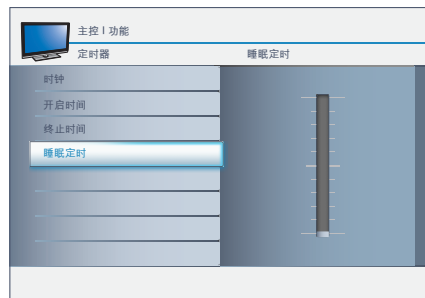 主控 | 功能
定时器 睡眠定时
时钟
开启时间
终止时间
睡眠定时